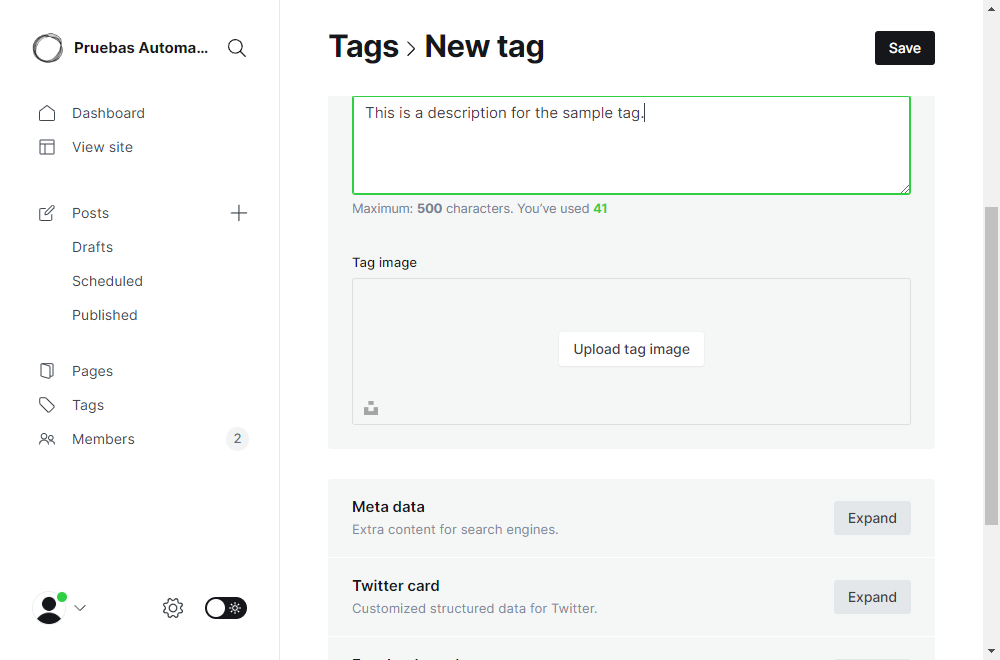 Pruebas Automa...
Dashboard
View site
Posts
Drafts
Scheduled
Published
Pages
Tags
Members 2
Tags > New tag
Save
This is a description for the sample tag.
Maximum: 500 characters. You’ve used 41
Tag image
Upload tag image
Meta data
Extra content for search engines.
Expand
Twitter card
Customized structured data for Twitter.
Expand